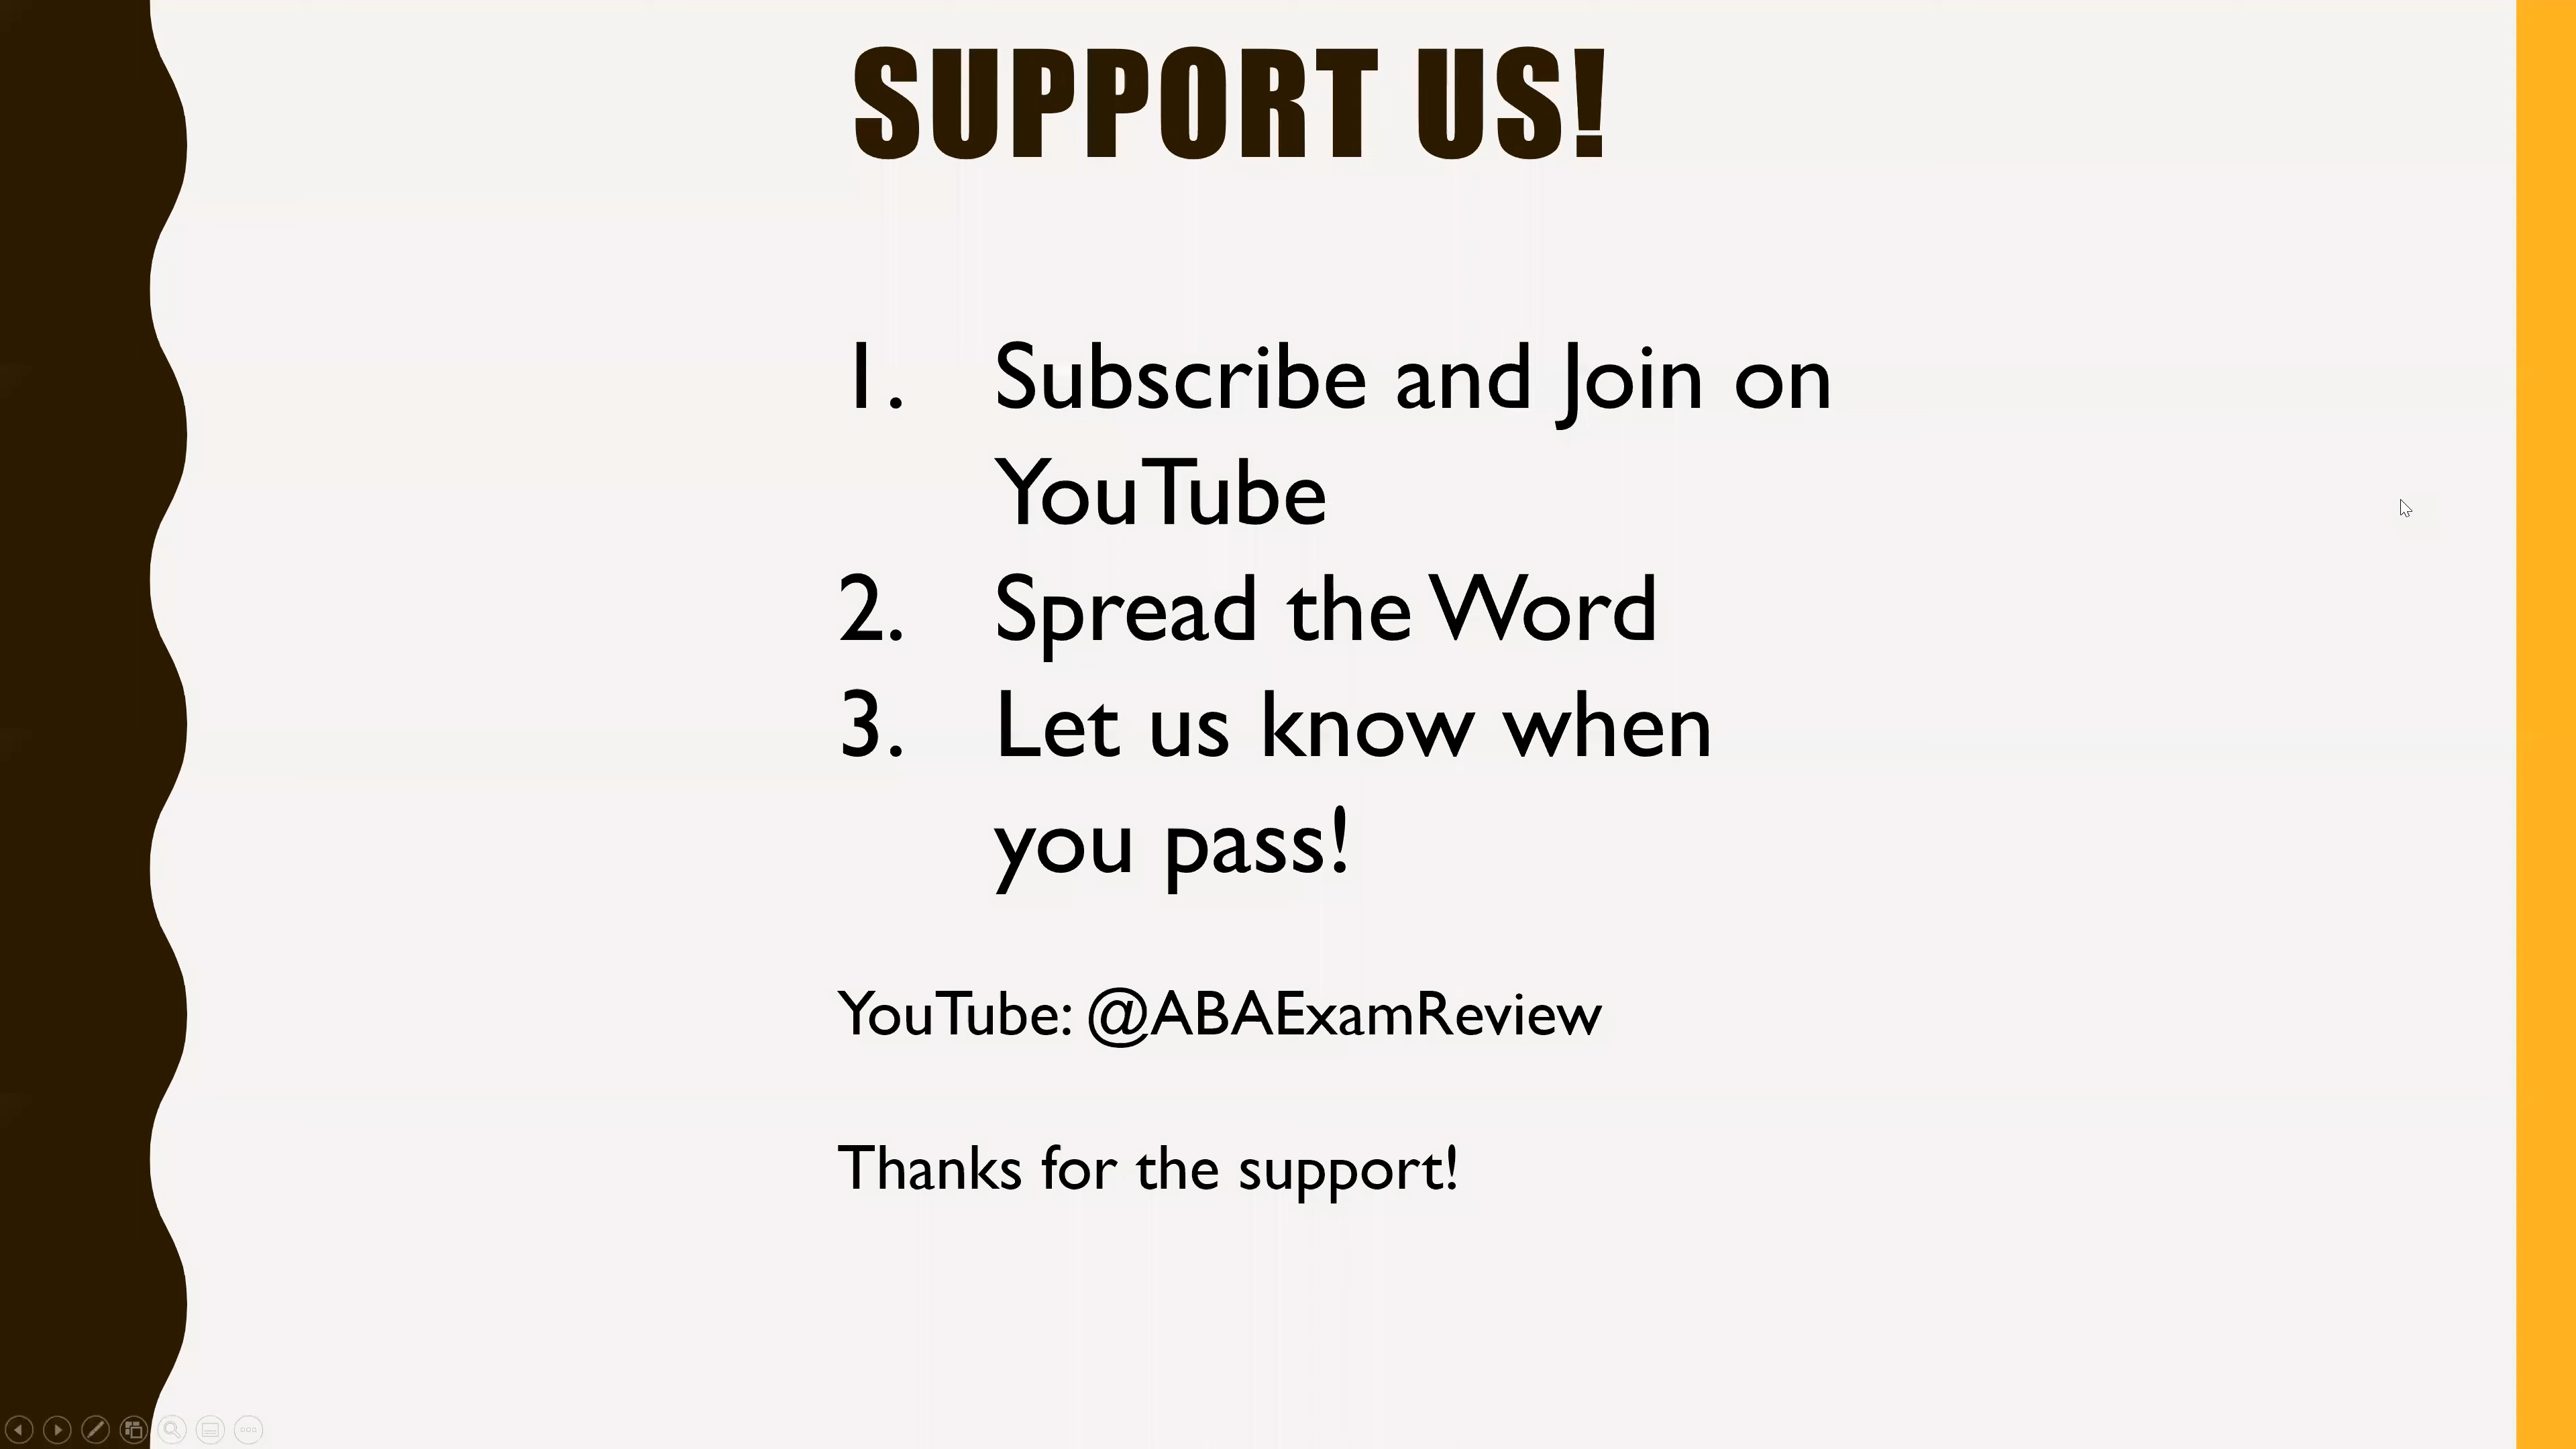 SUPPORT US!
1. Subscribe and Join on
YouTube
2. Spread the Word
3. Let us know when
you pass!
YouTube: @ABAExamReview
Thanks for the support!